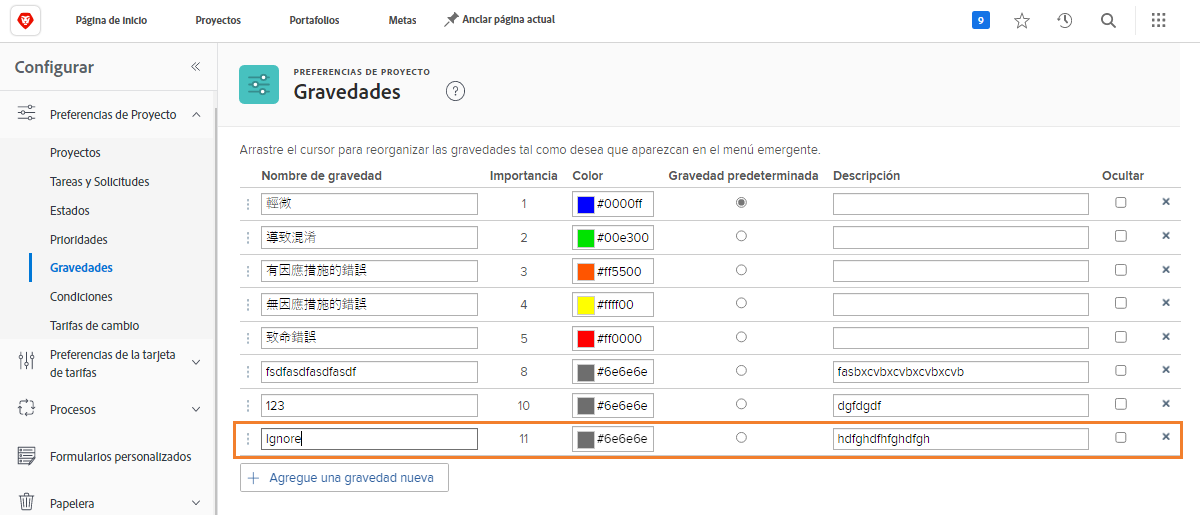 Página de inicio
Proyectos
Portafolios
Metas
Anclar página actual
9
Configurar
«
PREFERENCIAS DE PROYECTO
Gravedades
?
Preferencias de Proyecto
Proyectos
Tareas y Solicitudes
Estados
Prioridades
Gravedades
Condiciones
Tarifas de cambio
Preferencias de la tarjeta
de tarifas
Procesos
Formularios personalizados
Papelera
Arrastre el cursor para reorganizar las gravedades tal como desea que aparezcan en el menú emergente.
Nombre de gravedad Importancia Color Gravedad predeterminada Descripción Ocultar
輕微 1 #0000ff
導致混淆 2 #00e300
有因應措施的錯誤 3 #ff5500
無因應措施的錯誤 4 #ffff00
致命錯誤 5 #ff0000
fsdfasdfasdfasdf 8 #6e6e6e fasbxcvbxcvbxcvbxcvb
123 10 #6e6e6e dgfdgdf
Ignore 11 #6e6e6e hdfghdfhfghdfgh
+ Agregue una gravedad nueva